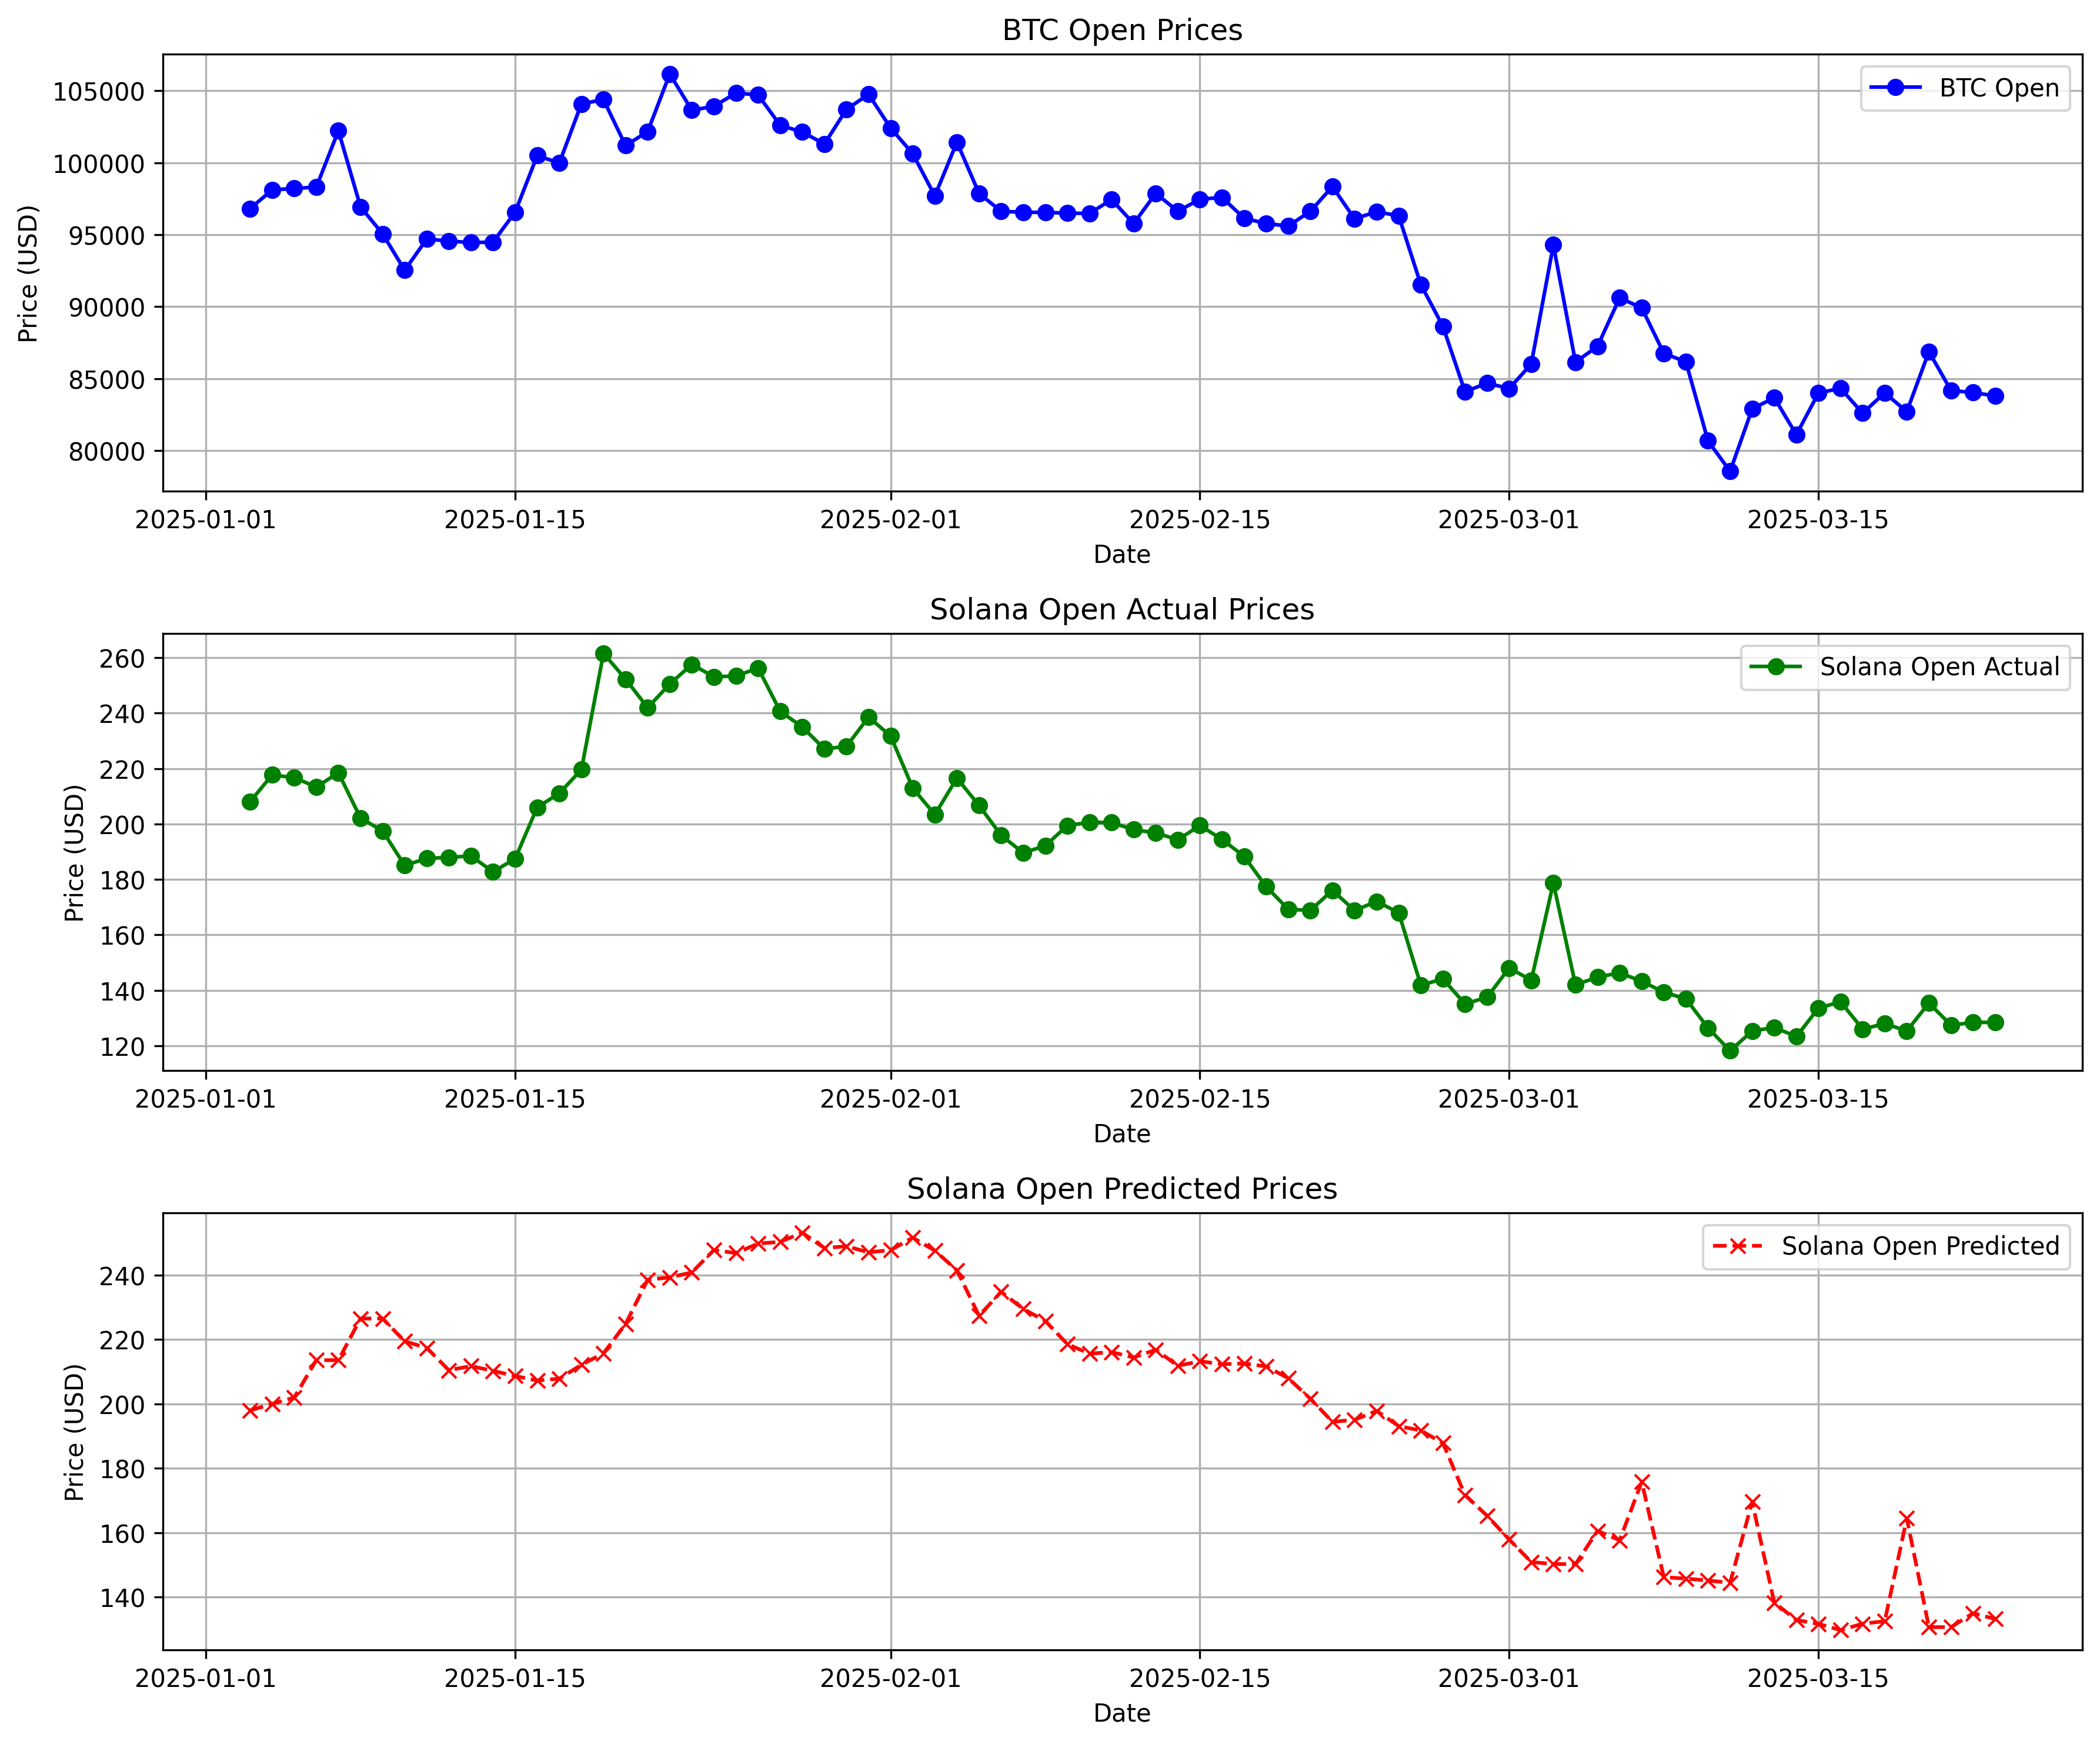 BTC Open Prices
BTC Open
105000
100000
95000
90000
85000
80000
Price (USD)
2025-01-01 2025-01-15 2025-02-01 2025-02-15 2025-03-01 2025-03-15
Date
Solana Open Actual Prices
Solana Open Actual
260
240
220
200
180
160
140
120
Price (USD)
2025-01-01 2025-01-15 2025-02-01 2025-02-15 2025-03-01 2025-03-15
Date
Solana Open Predicted Prices
Solana Open Predicted
240
220
200
180
160
140
Price (USD)
2025-01-01 2025-01-15 2025-02-01 2025-02-15 2025-03-01 2025-03-15
Date